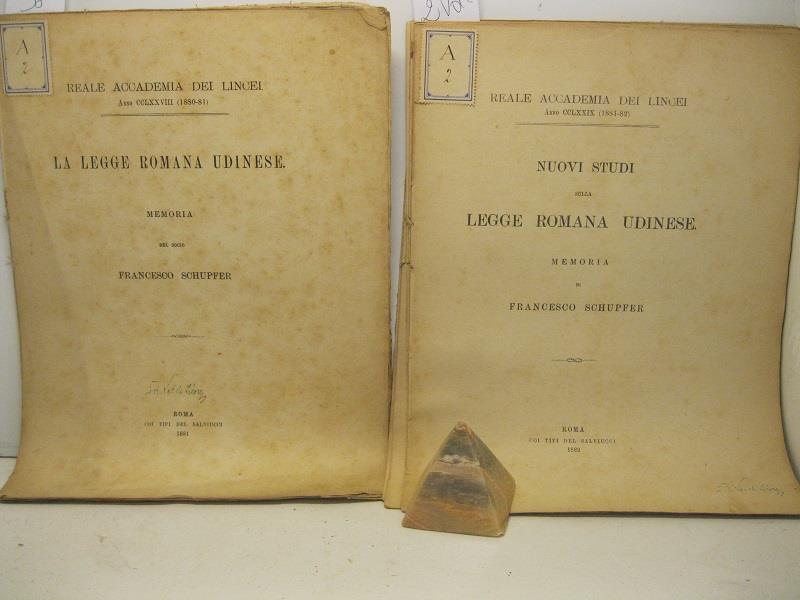 A
2
REALE ACCADEMIA DEI LINCEI
ANNO CCLXXVIII (1880-81)
LA LEGGE ROMANA UDINESE.
MEMORIA
DEL SOCIO
FRANCESCO SCHUPFER
ROMA
COI TIPI DEL SALVIUCCI
1881
2 Vol.
A
2
REALE ACCADEMIA DEI LINCEI
ANNO CCLXXIX (1881-82)
NUOVI STUDI
SULLA
LEGGE ROMANA UDINESE.
MEMORIA
DI
FRANCESCO SCHUPFER
ROMA
COI TIPI DEL SALVIUCCI
1882